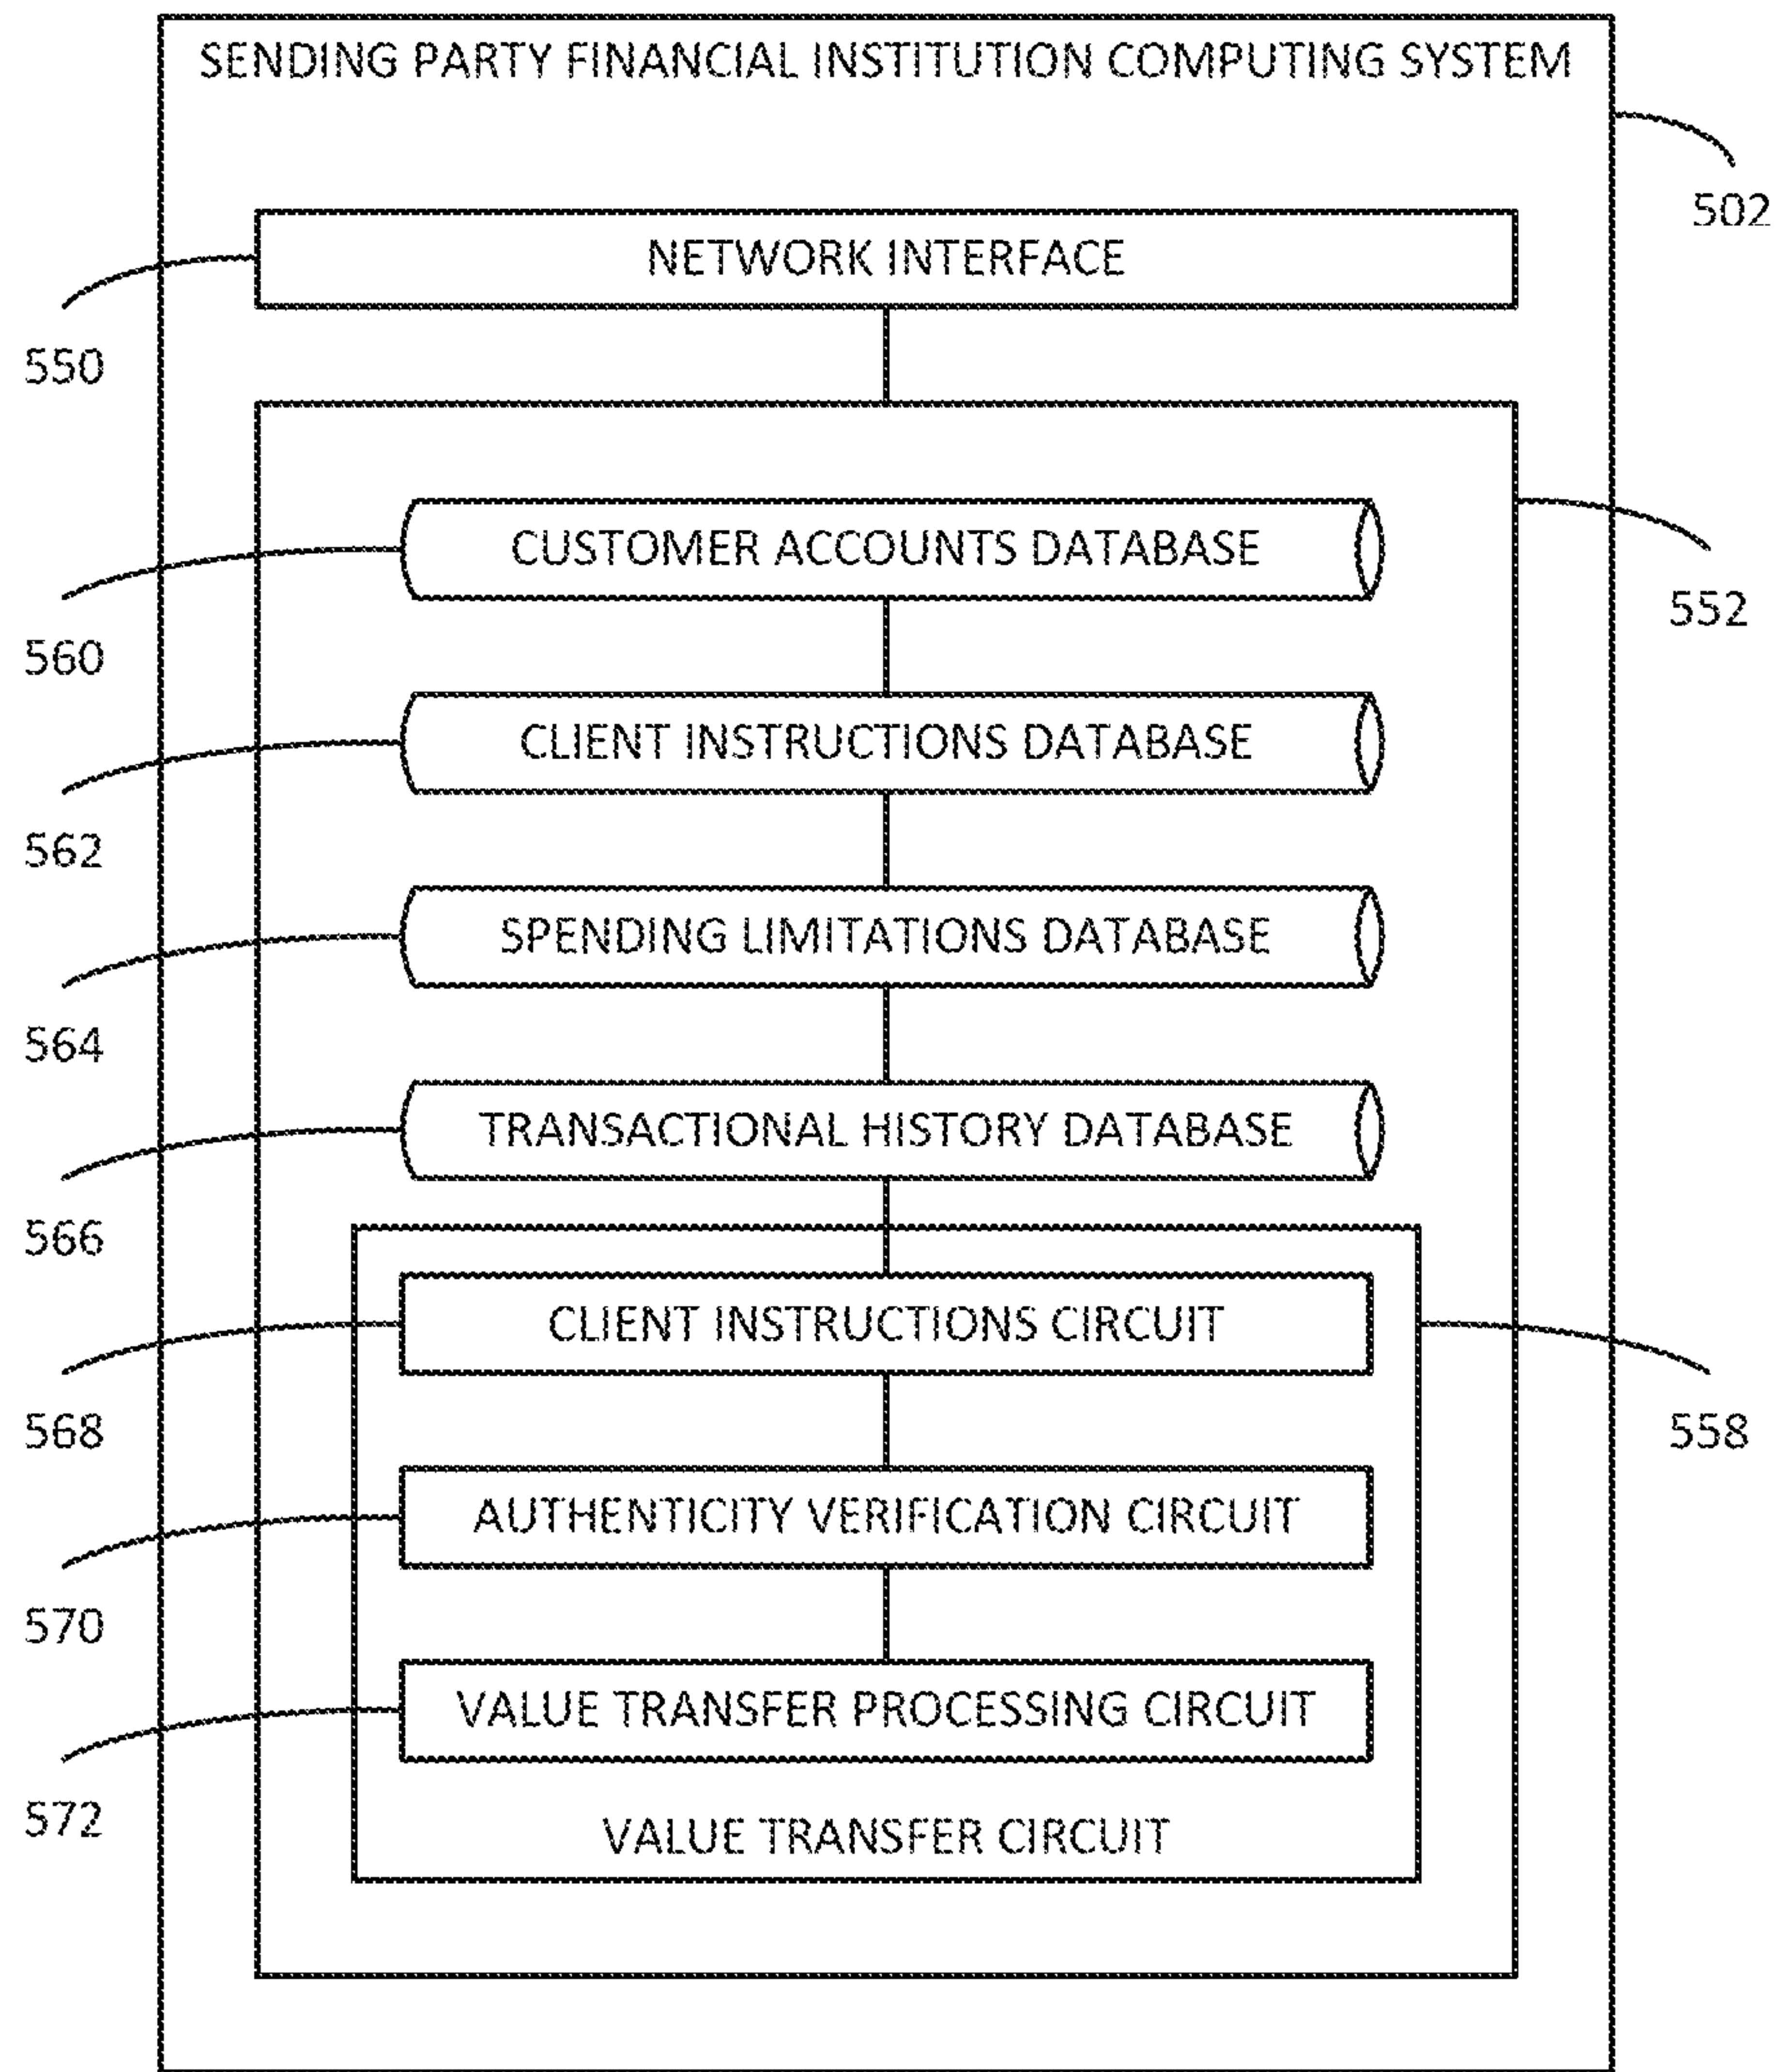 SENDING PARTY FINANCIAL INSTITUTION COMPUTING SYSTEM
502
NETWORK INTERFACE
550
CUSTOMER ACCOUNTS DATABASE
552
560
CLIENT INSTRUCTIONS DATABASE
562
SPENDING LIMITATIONS DATABASE
564
TRANSACTIONAL HISTORY DATABASE
566
CLIENT INSTRUCTIONS CIRCUIT
568
558
AUTHENTICITY VERIFICATION CIRCUIT
570
VALUE TRANSFER PROCESSING CIRCUIT
572
VALUE TRANSFER CIRCUIT